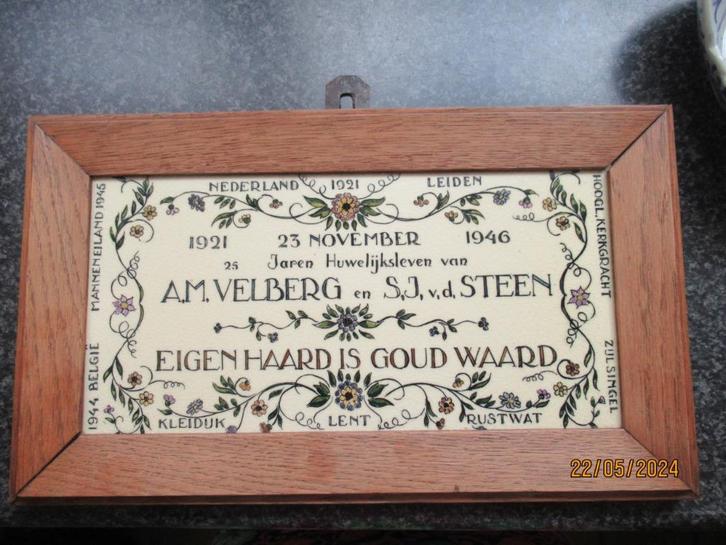 NEDERLAND 1921 LEIDEN
1921 23 NOVEMBER 1946
25 Jaren Huwelijksleven van
A.M. VELBERG en S.J. v.d. STEEN
EIGEN HAARD IS GOUD WAARD
KLEIDIJK LENT RUSTWAT
1944 BELGIË MANNENEILAND 1945
HOOGL. KERKGRACHT ZIJLSINGEL
22/05/2024